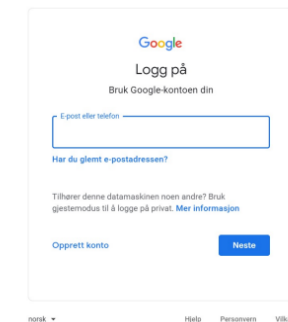 Google
Logg på
Bruk Google-kontoen din
E-post eller telefon
Har du glemt e-postadressen?
Tilhører denne datamaskinen noen andre? Bruk
gjestemodus til å logge på privat. Mer informasjon
Opprett konto Neste
norsk Hjelp Personvern